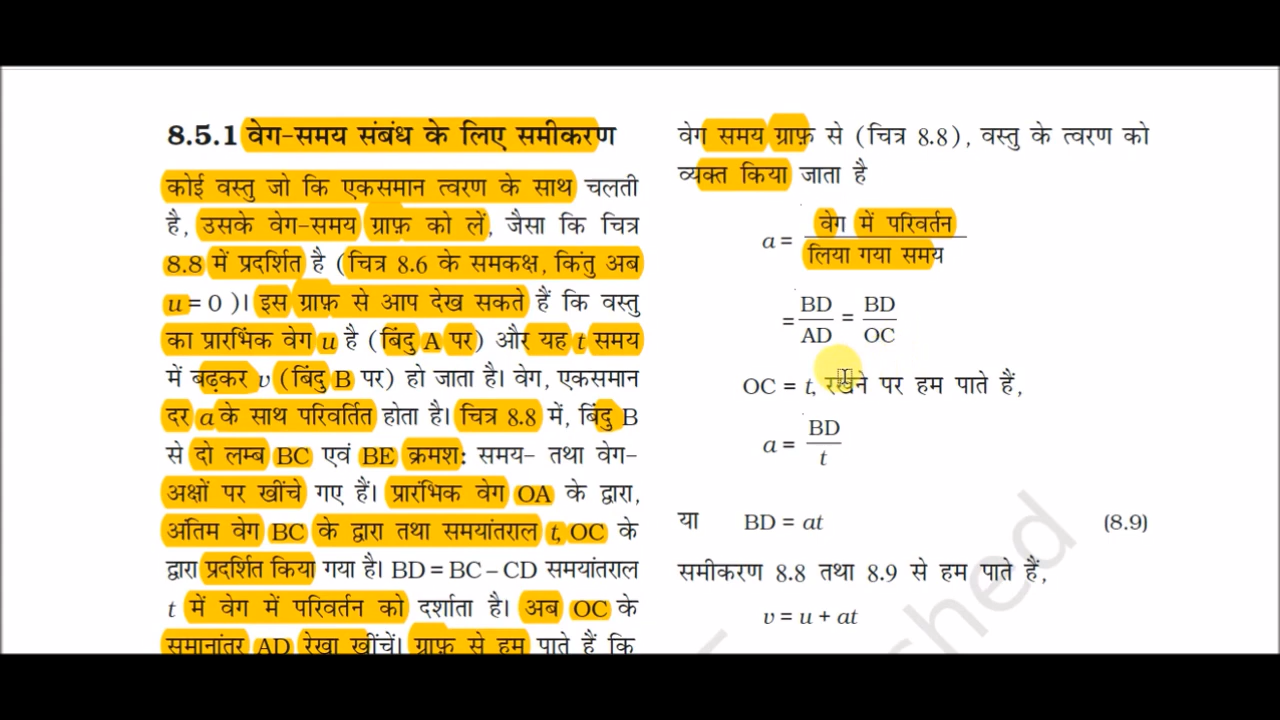 8.5.1 वेग-समय संबंध के लिए समीकरण
कोई वस्तु जो कि एकसमान त्वरण के साथ चलती
है, उसके वेग-समय ग्राफ़ को लें, जैसा कि चित्र
8.8 में प्रदर्शित है (चित्र 8.6 के समकक्ष, किंतु अब
u = 0 )। इस ग्राफ़ से आप देख सकते हैं कि वस्तु
का प्रारंभिक वेग u है (बिंदु A पर) और यह t समय
में बढ़कर v (बिंदु B पर) हो जाता है। वेग, एकसमान
दर a के साथ परिवर्तित होता है। चित्र 8.8 में, बिंदु B
से दो लम्ब BC एवं BE क्रमश: समय- तथा वेग-
अक्षों पर खींचे गए हैं। प्रारंभिक वेग OA के द्वारा,
अंतिम वेग BC के द्वारा तथा समयांतराल t, OC के
द्वारा प्रदर्शित किया गया है। BD = BC – CD समयांतराल
t में वेग में परिवर्तन को दर्शाता है। अब OC के
समानांतर AD रेखा खींचें। ग्राफ़ से हम पाते हैं कि
वेग समय ग्राफ़ से (चित्र 8.8), वस्तु के त्वरण को
व्यक्त किया जाता है
a = वेग में परिवर्तन / लिया गया समय
= BD / AD = BD / OC
OC = t, रखने पर हम पाते हैं,
a = BD / t
या BD = at (8.9)
समीकरण 8.8 तथा 8.9 से हम पाते हैं,
v = u + at